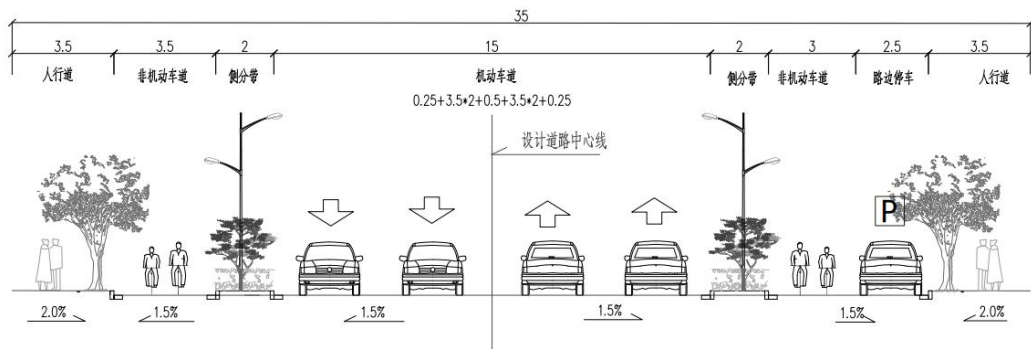 35
3.5 3.5 2 15 2 3 2.5 3.5
人行道 非机动车道 侧分带 机动车道 侧分带 非机动车道 路边停车 人行道
0.25+3.5*2+0.5+3.5*2+0.25
设计道路中心线
P
2.0% 1.5% 1.5% 1.5% 1.5% 2.0%